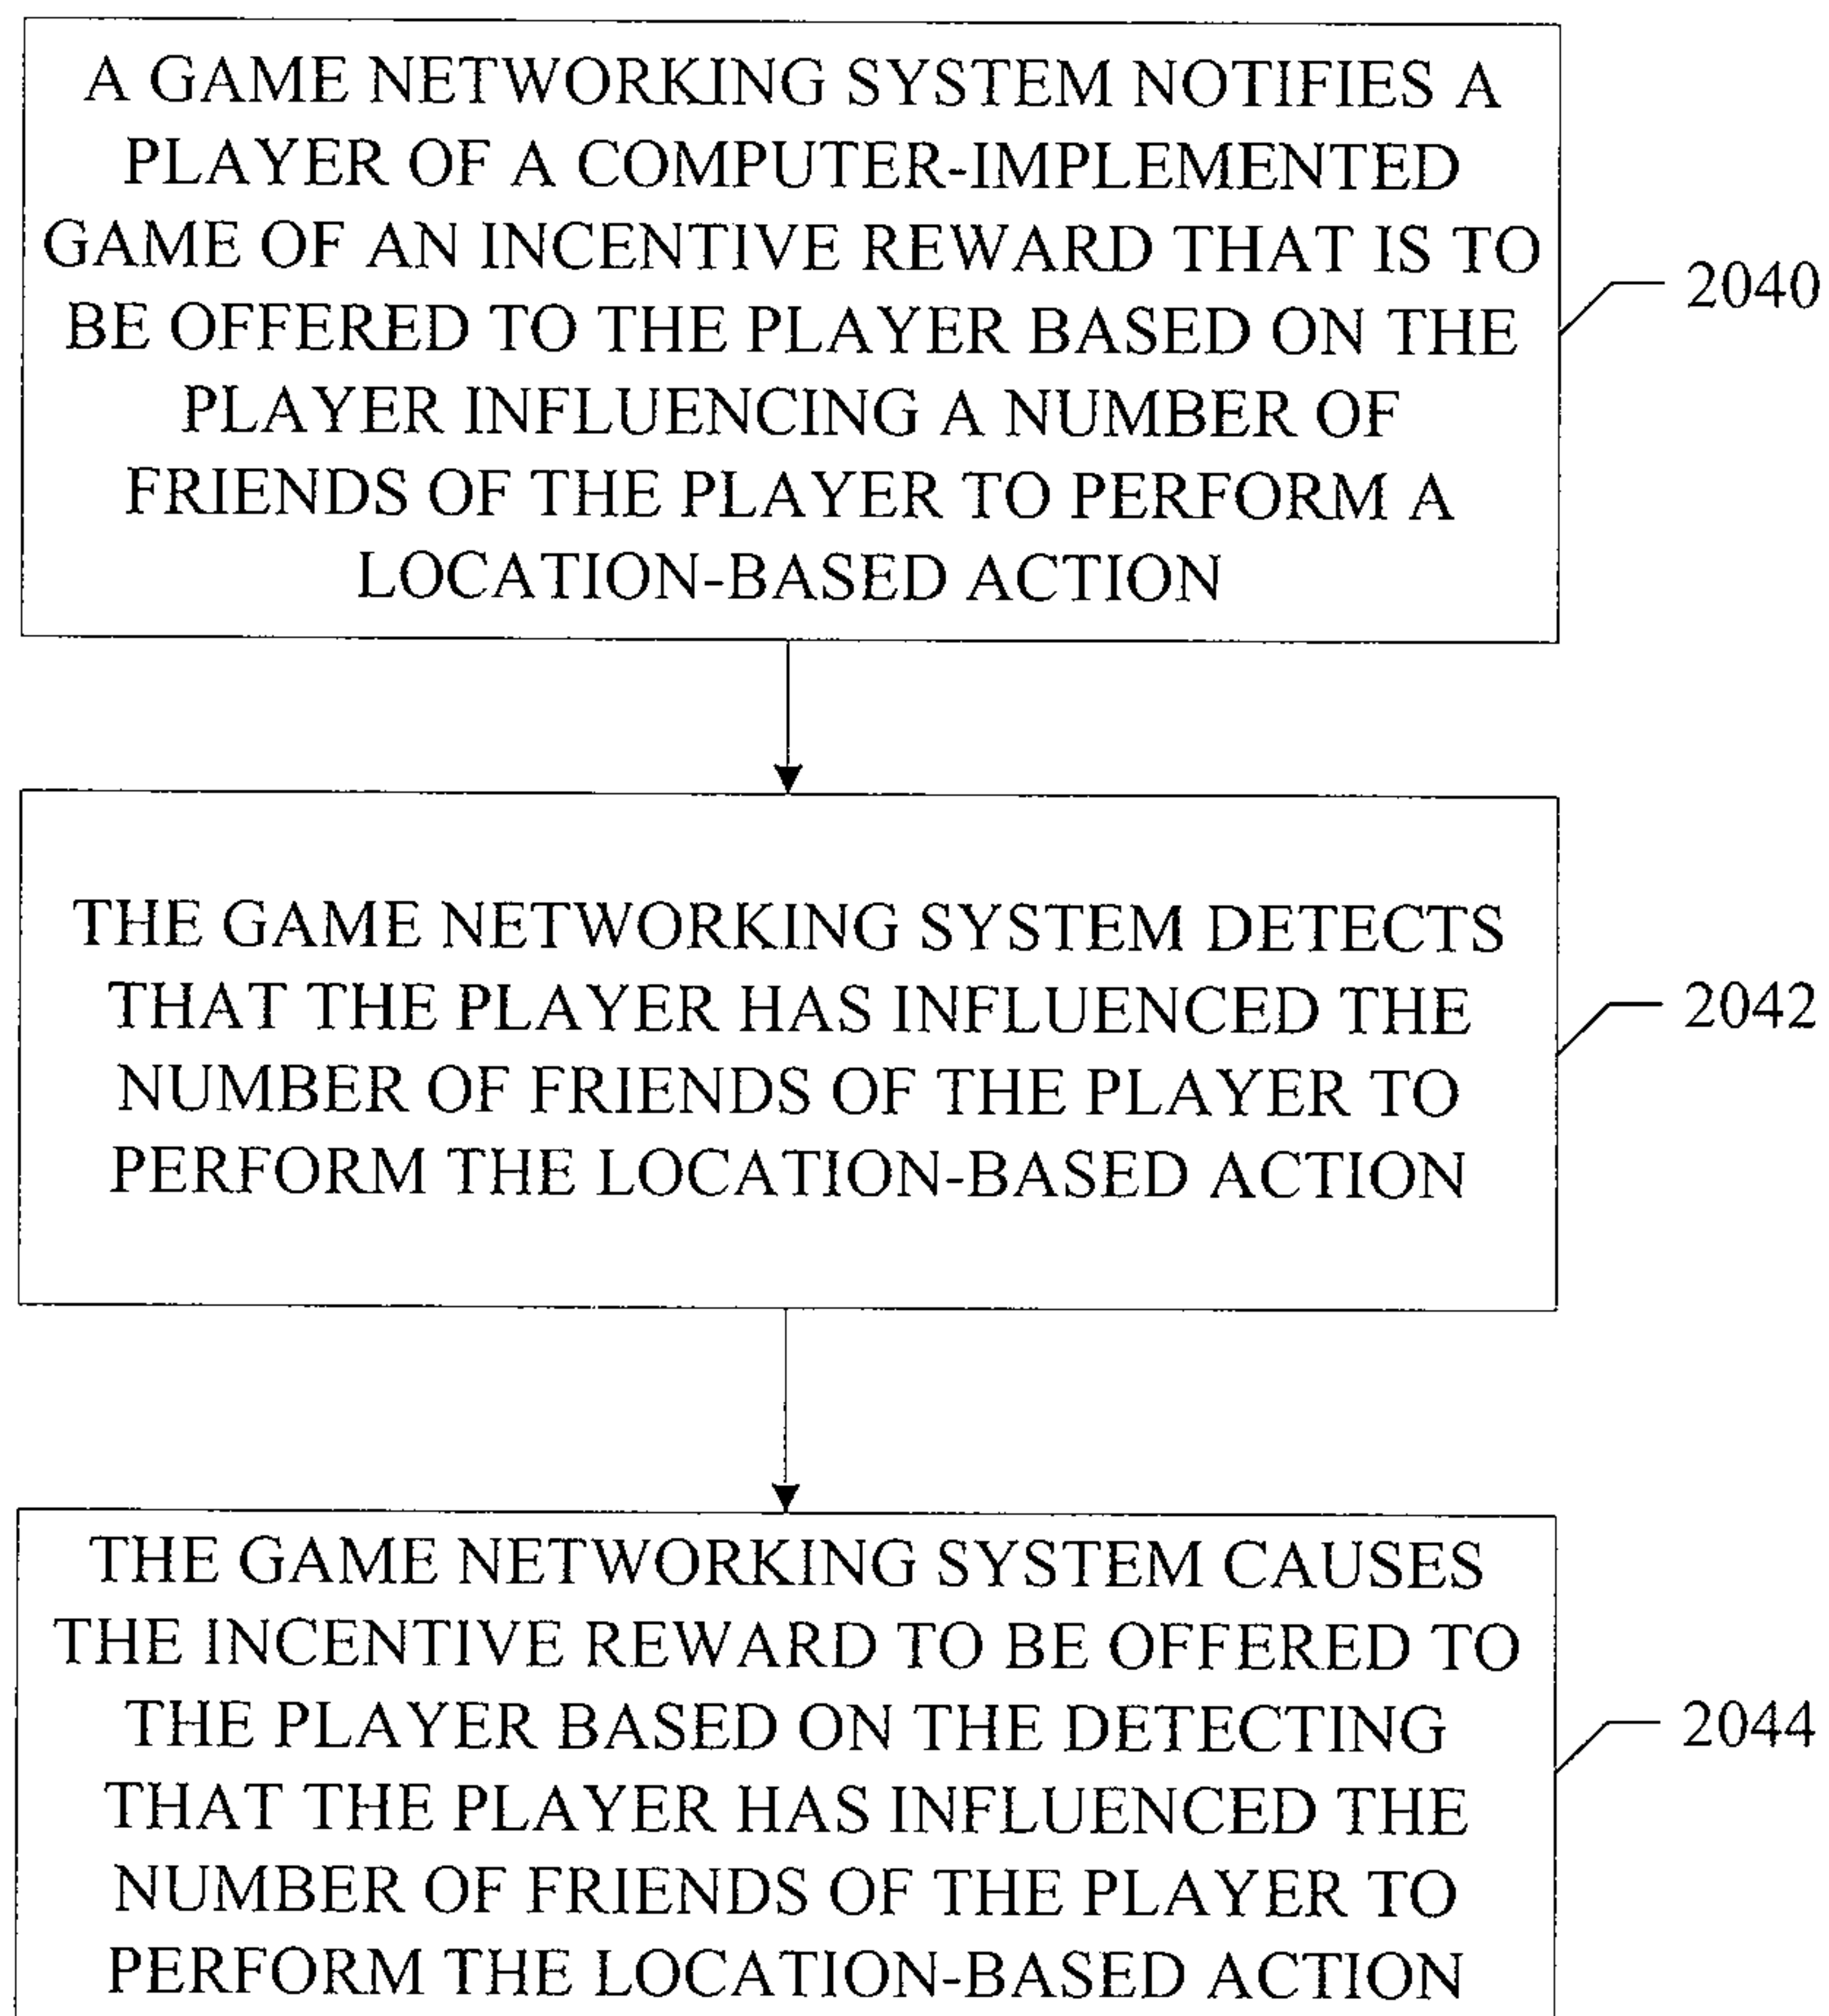 A GAME NETWORKING SYSTEM NOTIFIES A
PLAYER OF A COMPUTER-IMPLEMENTED
GAME OF AN INCENTIVE REWARD THAT IS TO
BE OFFERED TO THE PLAYER BASED ON THE
PLAYER INFLUENCING A NUMBER OF
FRIENDS OF THE PLAYER TO PERFORM A
LOCATION-BASED ACTION
2040
THE GAME NETWORKING SYSTEM DETECTS
THAT THE PLAYER HAS INFLUENCED THE
NUMBER OF FRIENDS OF THE PLAYER TO
PERFORM THE LOCATION-BASED ACTION
2042
THE GAME NETWORKING SYSTEM CAUSES
THE INCENTIVE REWARD TO BE OFFERED TO
THE PLAYER BASED ON THE DETECTING
THAT THE PLAYER HAS INFLUENCED THE
NUMBER OF FRIENDS OF THE PLAYER TO
PERFORM THE LOCATION-BASED ACTION
2044